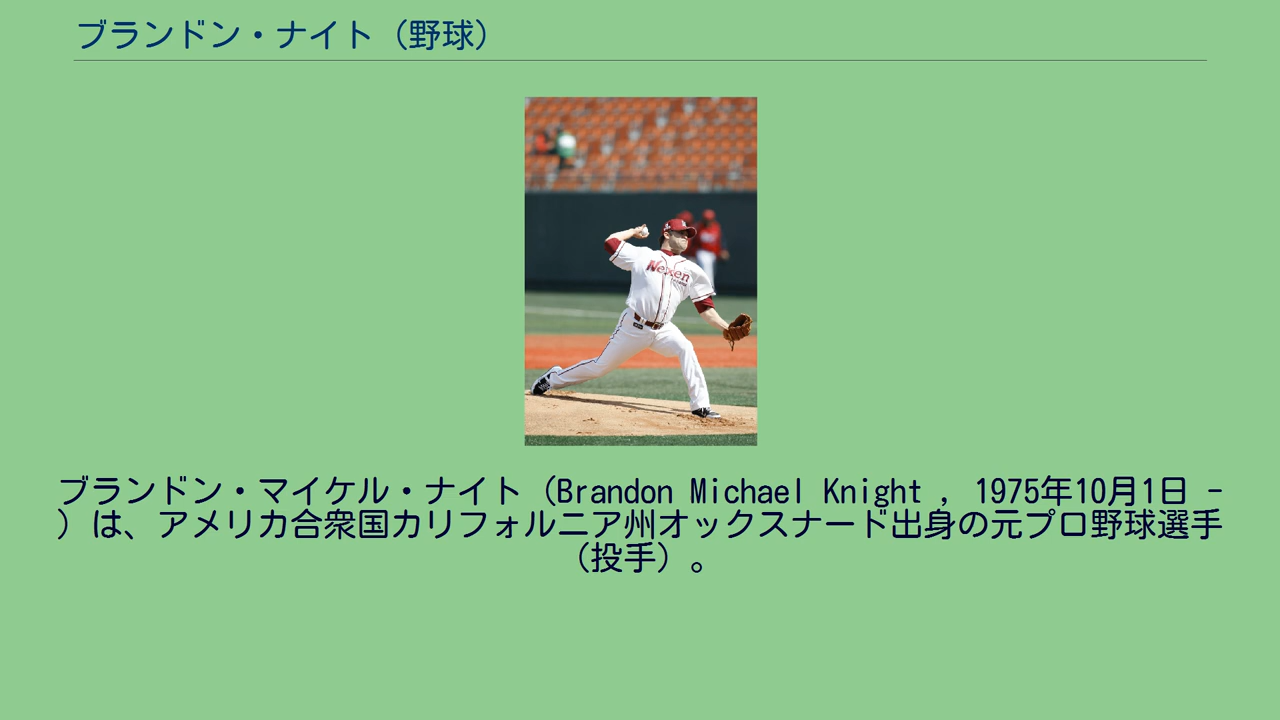 ブランドン・ナイト（野球）
Nexen
ブランドン・マイケル・ナイト（Brandon Michael Knight , 1975年10月1日 -
）は、アメリカ合衆国カリフォルニア州オックスナード出身の元プロ野球選手
（投手）。